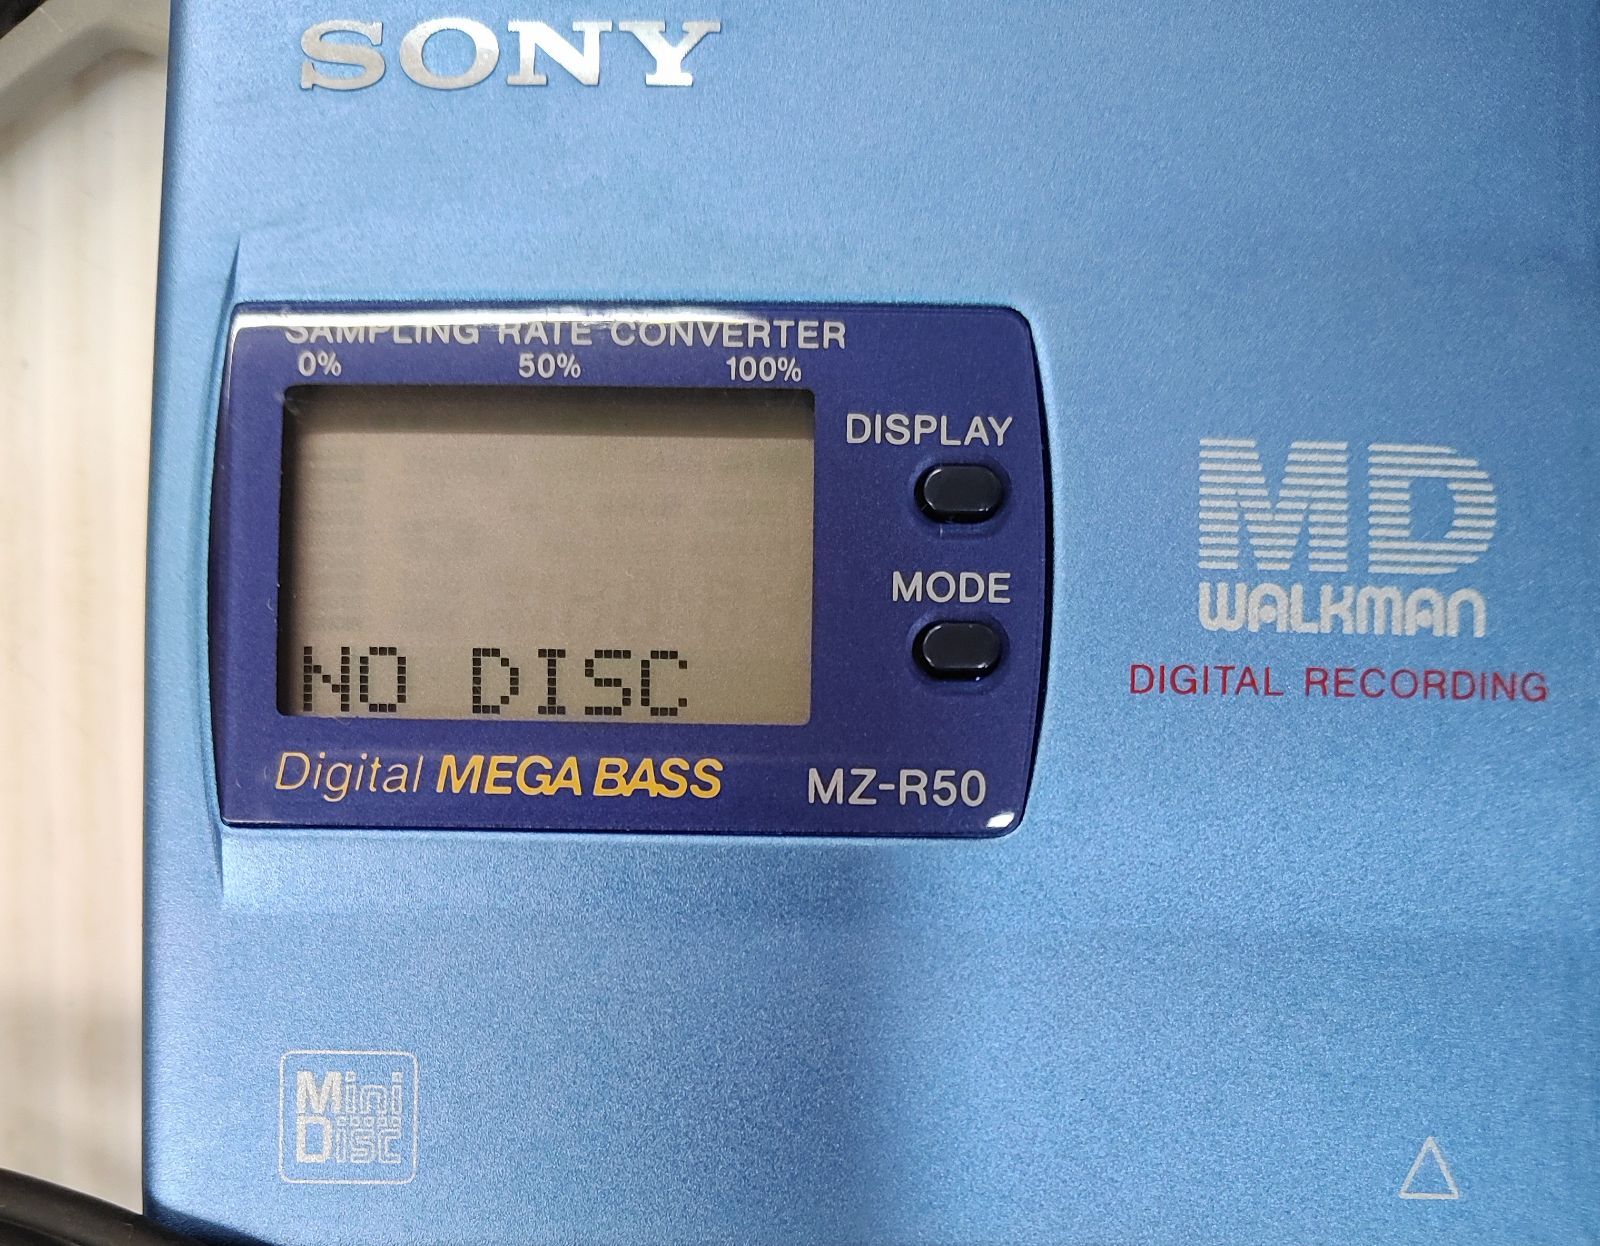 SONY
SAMPLING RATE CONVERTER
0% 50% 100%
DISPLAY
MODE
NO DISC
Digital MEGA BASS
MZ-R50
MD
WALKMAN
DIGITAL RECORDING
Mini
Disc